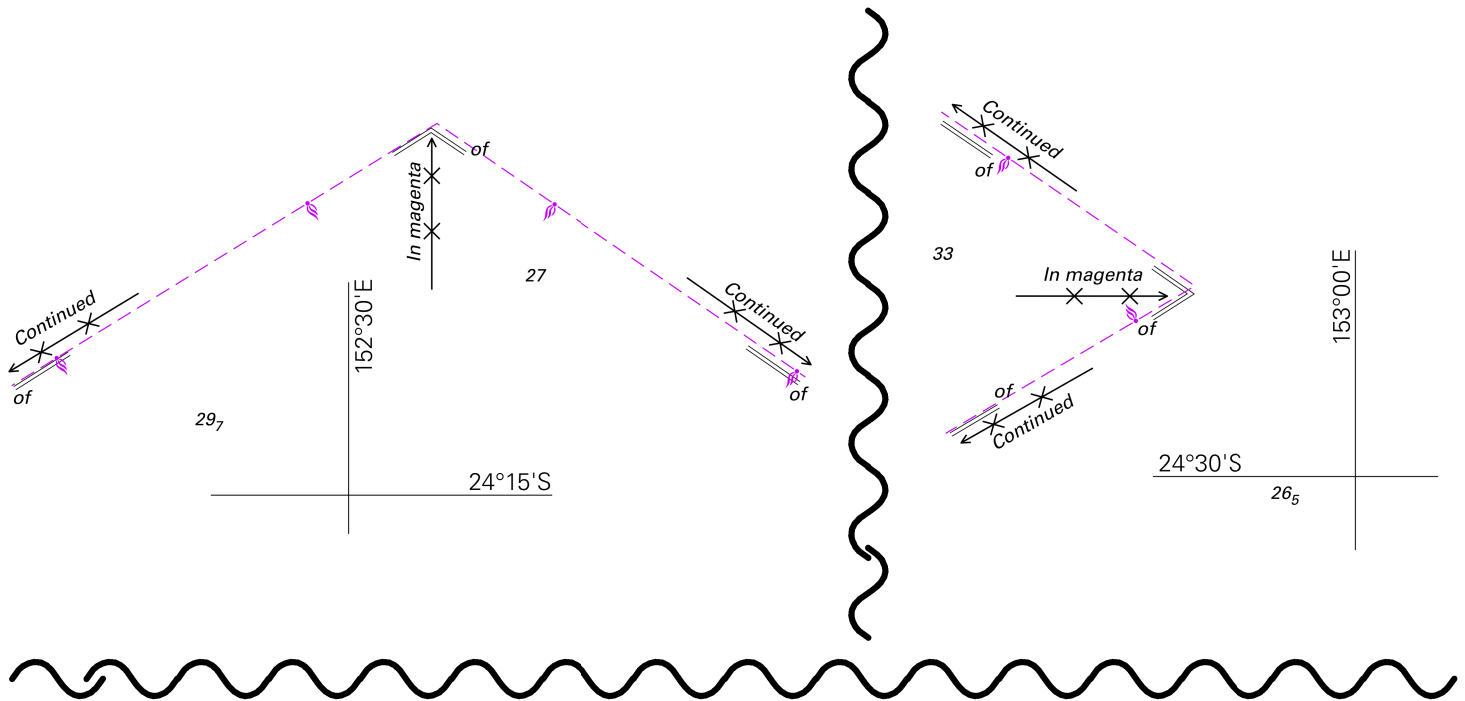 of
In magenta
27
152°30'E
Continued
of
Continued
of
29₇
24°15'S
Continued
of
33
In magenta
of
of
Continued
153°00'E
24°30'S
26₅